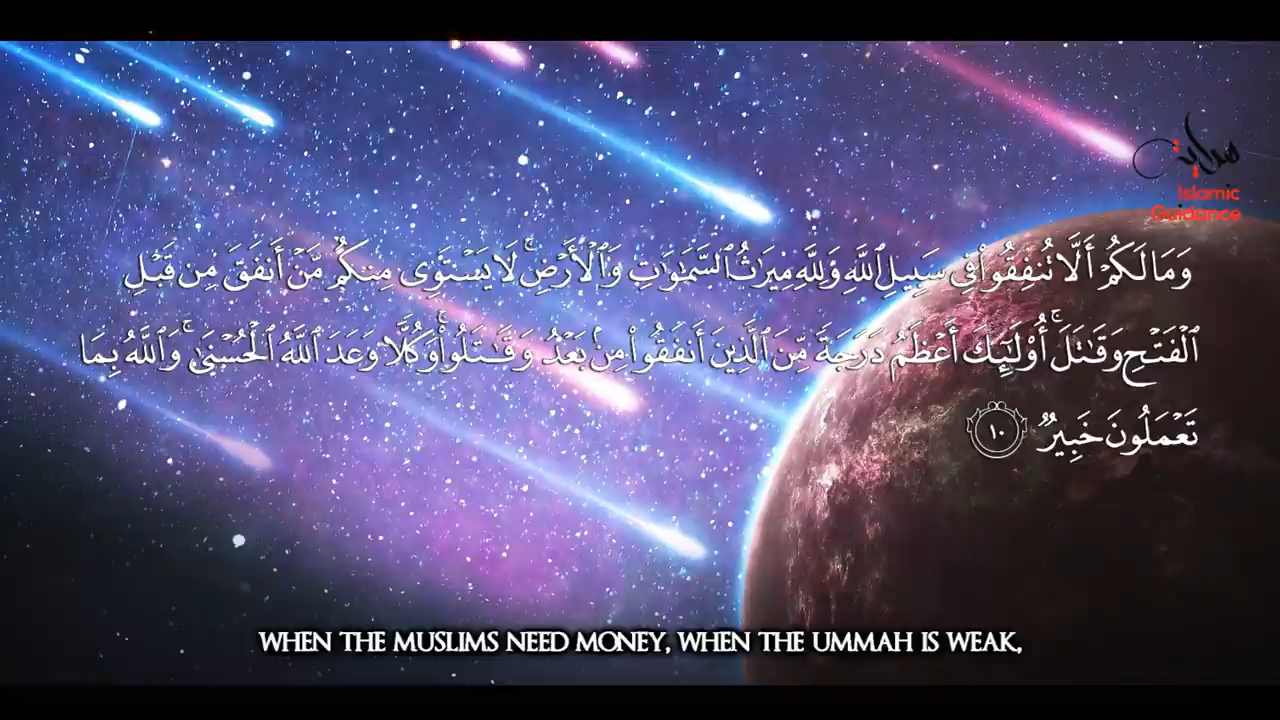 هداية
Islamic
Guidance
وَمَا لَكُمْ أَلَّا تُنفِقُوا۟ فِى سَبِيلِ ٱللَّهِ وَلِلَّهِ مِيرَٰثُ ٱلسَّمَٰوَٰتِ وَٱلْأَرْضِ ۚ لَا يَسْتَوِى مِنكُم مَّنْ أَنفَقَ مِن قَبْلِ
ٱلْفَتْحِ وَقَٰتَلَ ۚ أُو۟لَٰٓئِكَ أَعْظَمُ دَرَجَةً مِّنَ ٱلَّذِينَ أَنفَقُوا۟ مِنۢ بَعْدُ وَقَٰتَلُوا۟ ۚ وَكُلًّا وَعَدَ ٱللَّهُ ٱلْحُسْنَىٰ ۚ وَٱللَّهُ بِمَا
تَعْمَلُونَ خَبِيرٌ ١٠
WHEN THE MUSLIMS NEED MONEY, WHEN THE UMMAH IS WEAK,